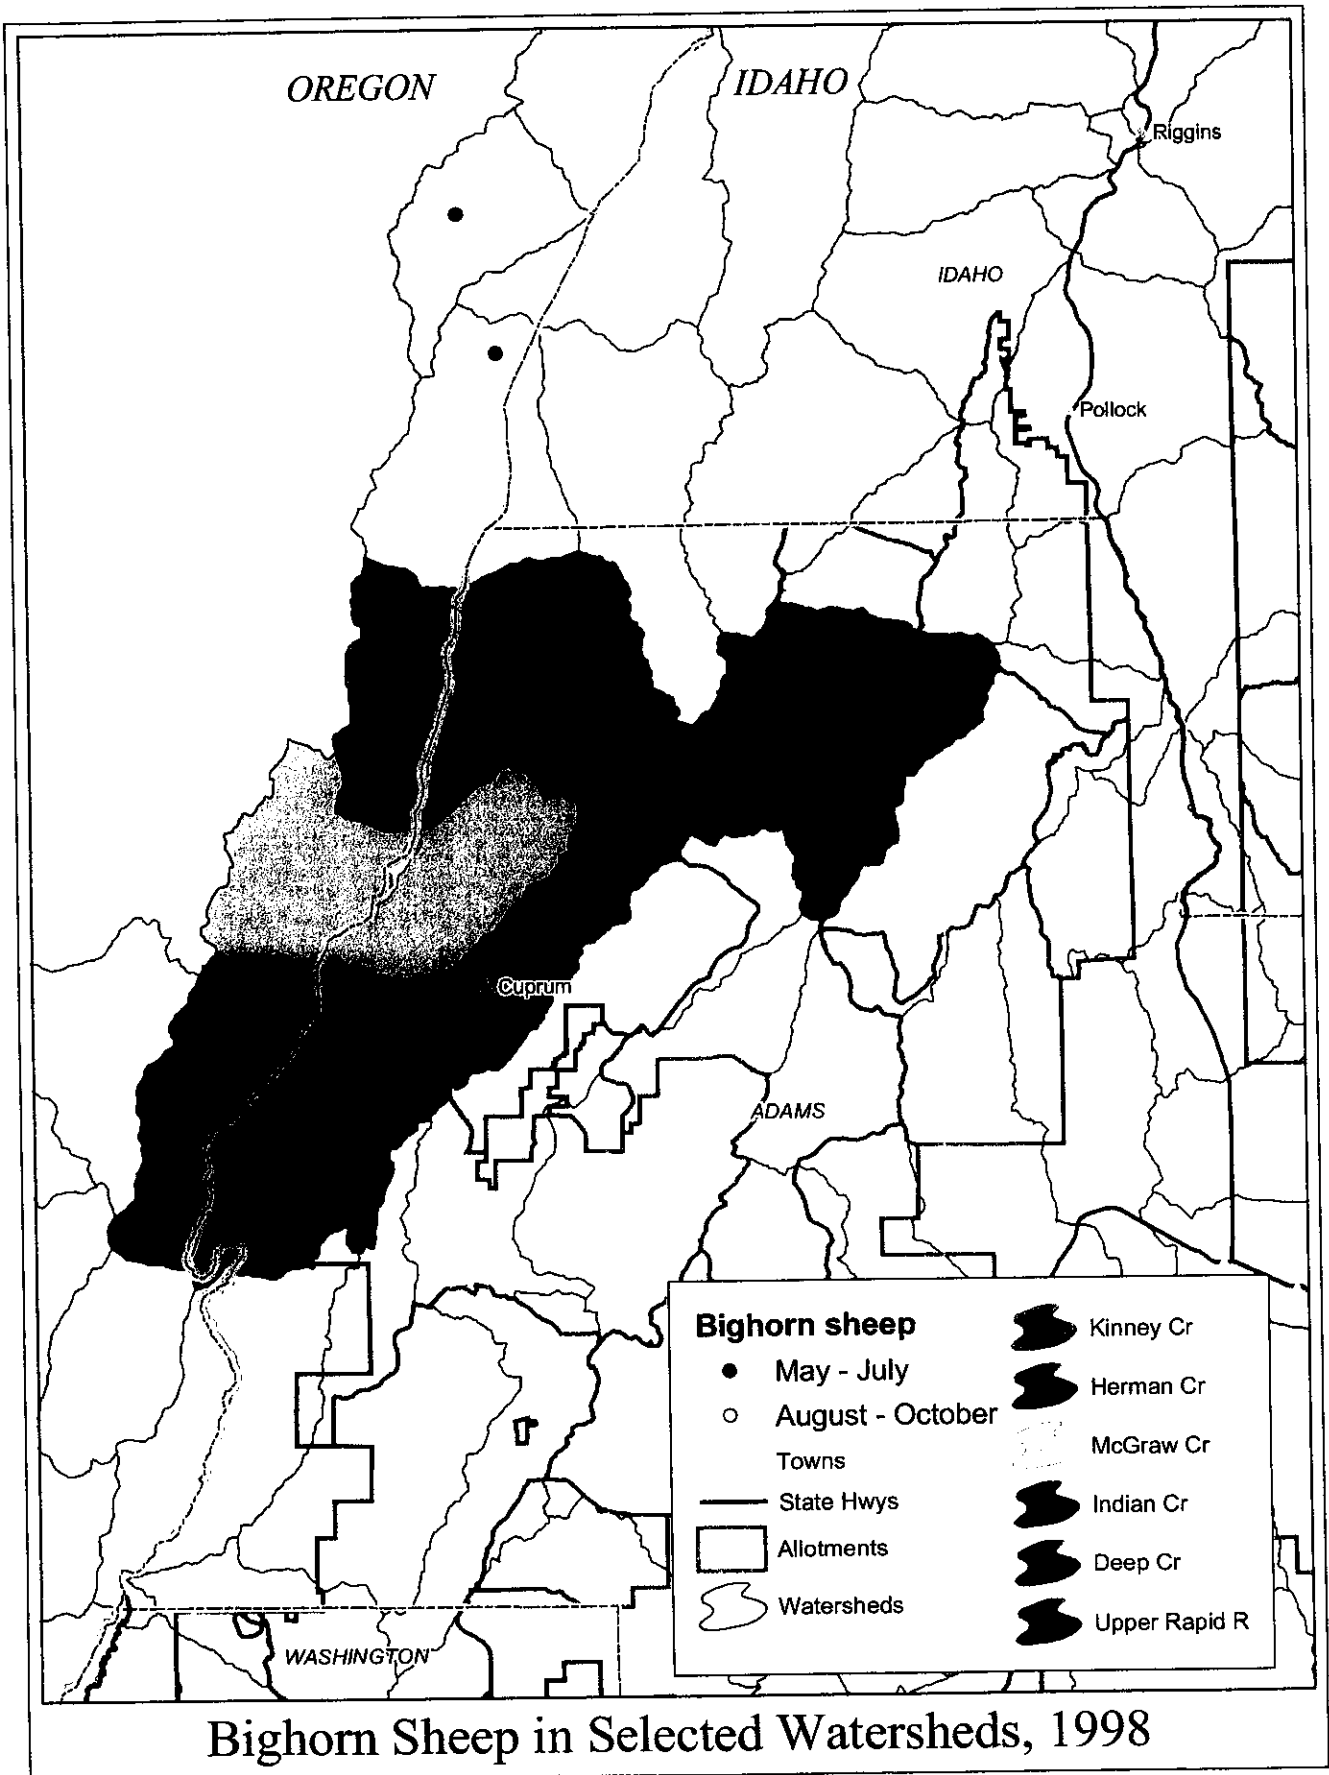 OREGON
IDAHO
Riggins
IDAHO
Pollock
Cuprum
ADAMS
WASHINGTON
Bighorn sheep
May - July
August - October
Towns
State Hwys
Allotments
Watersheds
Kinney Cr
Herman Cr
McGraw Cr
Indian Cr
Deep Cr
Upper Rapid R
Bighorn Sheep in Selected Watersheds, 1998